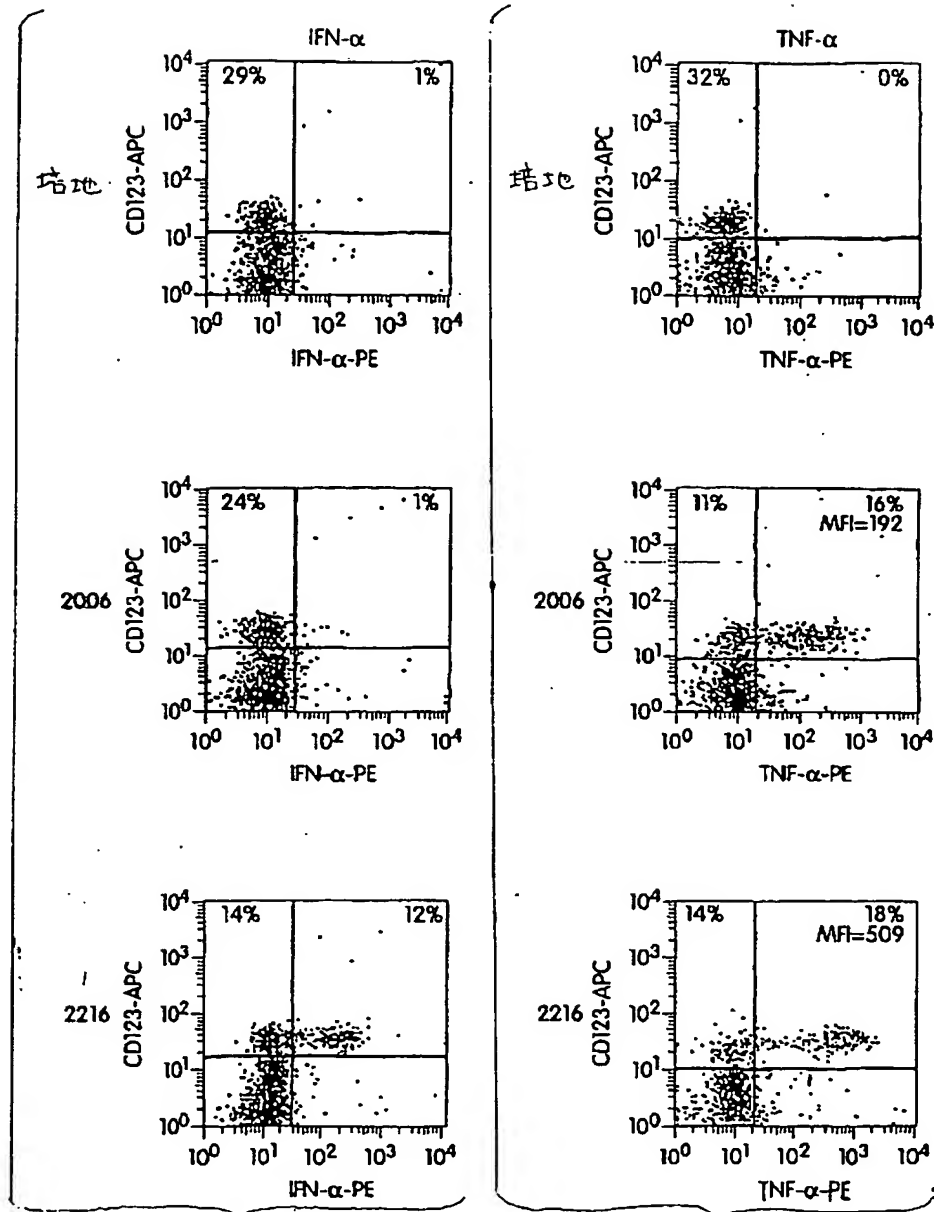 IFN-α
29% 1%
培地
CD123-APC
10⁴
10³
10²
10¹
10⁰
10⁰ 10¹ 10² 10³ 10⁴
IFN-α-PE
TNF-α
32% 0%
培地
CD123-APC
10⁴
10³
10²
10¹
10⁰
10⁰ 10¹ 10² 10³ 10⁴
TNF-α-PE
24% 1%
2006
CD123-APC
10⁴
10³
10²
10¹
10⁰
10⁰ 10¹ 10² 10³ 10⁴
IFN-α-PE
11% 16%
MFI=192
2006
CD123-APC
10⁴
10³
10²
10¹
10⁰
10⁰ 10¹ 10² 10³ 10⁴
TNF-α-PE
14% 12%
2216
CD123-APC
10⁴
10³
10²
10¹
10⁰
10⁰ 10¹ 10² 10³ 10⁴
IFN-α-PE
14% 18%
MFI=509
2216
CD123-APC
10⁴
10³
10²
10¹
10⁰
10⁰ 10¹ 10² 10³ 10⁴
TNF-α-PE